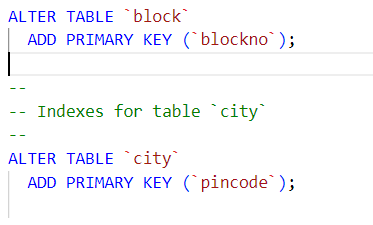 ALTER TABLE `block`
  ADD PRIMARY KEY (`blockno`);
--
-- Indexes for table `city`
--
ALTER TABLE `city`
  ADD PRIMARY KEY (`pincode`);